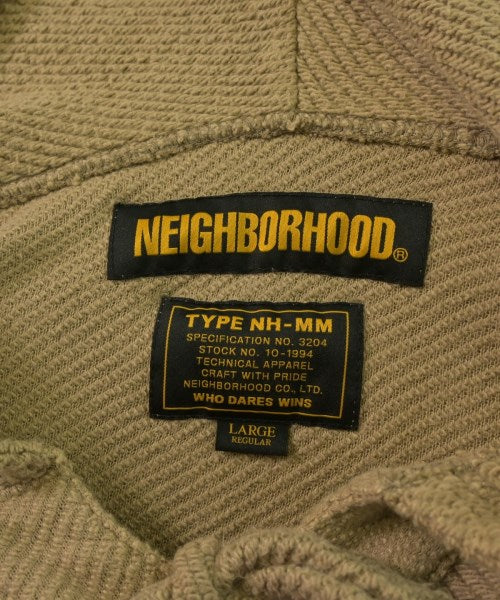 NEIGHBORHOOD®
TYPE NH-MM
SPECIFICATION NO. 3204
STOCK NO. 10-1994
TECHNICAL APPAREL
CRAFT WITH PRIDE
NEIGHBORHOOD CO., LTD.
WHO DARES WINS
LARGE
REGULAR